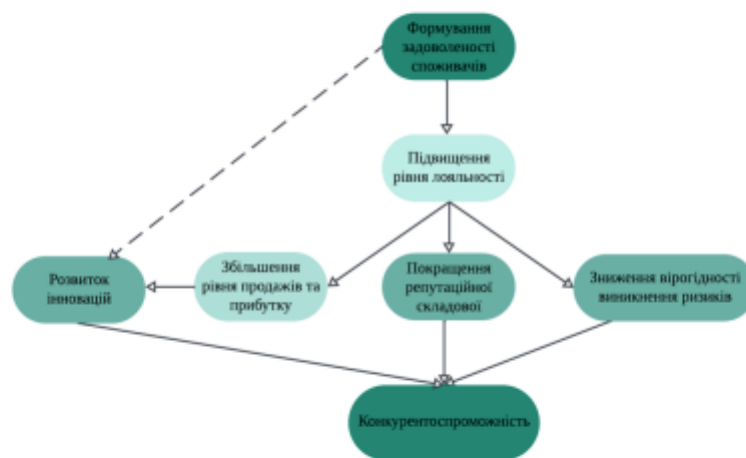 Формування
задоволеності
споживачів
Підвищення
рівня лояльності
Розвиток
інновацій
Збільшення
рівня продажів та
прибутку
Покращення
репутаційної
складової
Зниження вірогідності
виникнення ризиків
Конкурентоспроможність